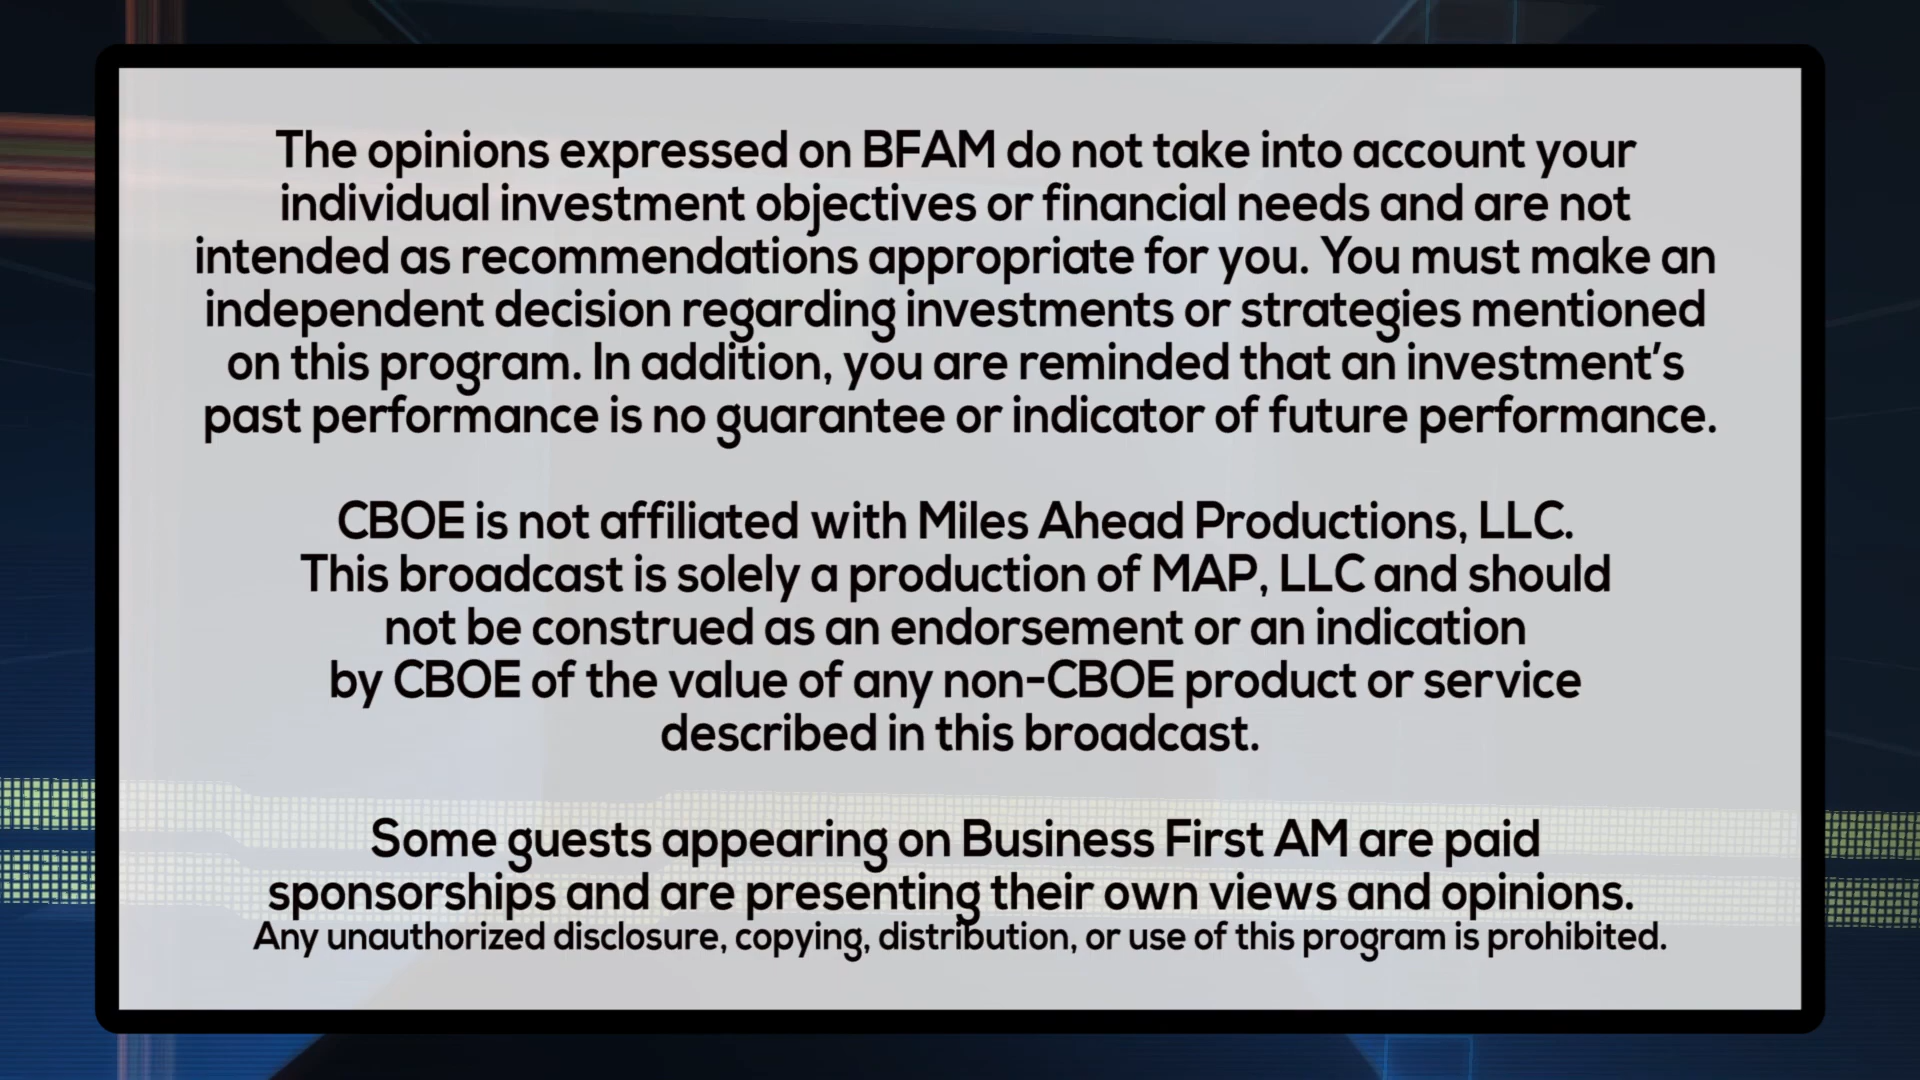 The opinions expressed on BFAM do not take into account your
individual investment objectives or financial needs and are not
intended as recommendations appropriate for you. You must make an
independent decision regarding investments or strategies mentioned
on this program. In addition, you are reminded that an investment’s
past performance is no guarantee or indicator of future performance.
CBOE is not affiliated with Miles Ahead Productions, LLC.
This broadcast is solely a production of MAP, LLC and should
not be construed as an endorsement or an indication
by CBOE of the value of any non-CBOE product or service
described in this broadcast.
Some guests appearing on Business First AM are paid
sponsorships and are presenting their own views and opinions.
Any unauthorized disclosure, copying, distribution, or use of this program is prohibited.